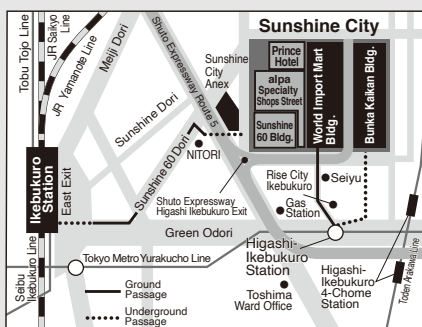 Sunshine City
Tobu Tojo Line
JR Saikyo Line
JR Yamanote Line
Meiji Dori
Shuto Expressway Route 5
Sunshine
City
Anex
Prince
Hotel
alpa
Specialty
Shops Street
Sunshine
60 Bldg.
World Import Mart
Bldg.
Bunka Kaikan Bldg.
Sunshine Dori
Sunshine 60 Dori
NITORI
Ikebukuro
Station
East Exit
Shuto Expressway
Higashi Ikebukuro Exit
Rise City
Ikebukuro
Seiyu
Gas
Station
Green Odori
Higashi-
Ikebukuro
Station
Tokyo Metro Yurakucho Line
Seibu
Ikebukuro Line
Toshima
Ward Office
Higashi-
Ikebukuro
4-Chome
Station
Toden Arakawa Line
Ground
Passage
Underground
Passage